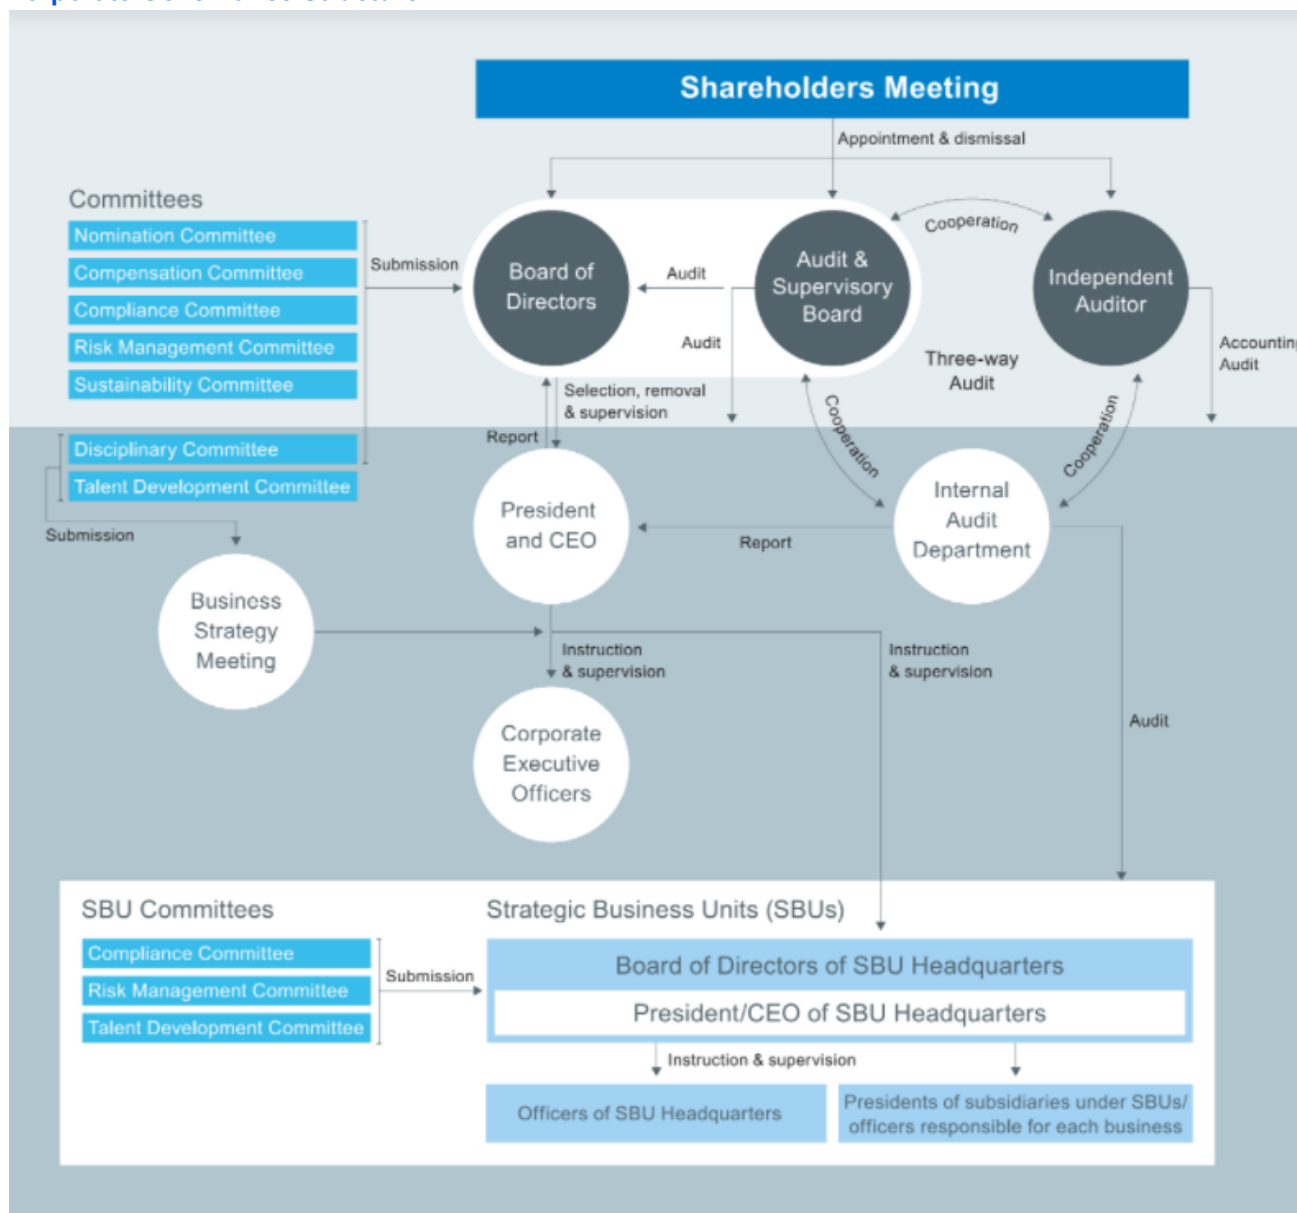 Shareholders Meeting
Appointment & dismissal
Committees
Nomination Committee
Compensation Committee
Compliance Committee
Risk Management Committee
Sustainability Committee
Disciplinary Committee
Talent Development Committee
Submission
Submission
Board of
Directors
Audit
Audit
Audit &
Supervisory
Board
Cooperation
Independent
Auditor
Three-way
Audit
Accounting
Audit
Selection, removal
& supervision
Report
Cooperation
Cooperation
President
and CEO
Report
Internal
Audit
Department
Business
Strategy
Meeting
Instruction
& supervision
Instruction
& supervision
Audit
Corporate
Executive
Officers
SBU Committees
Compliance Committee
Risk Management Committee
Talent Development Committee
Submission
Strategic Business Units (SBUs)
Board of Directors of SBU Headquarters
President/CEO of SBU Headquarters
Instruction & supervision
Officers of SBU Headquarters
Presidents of subsidiaries under SBUs/
officers responsible for each business